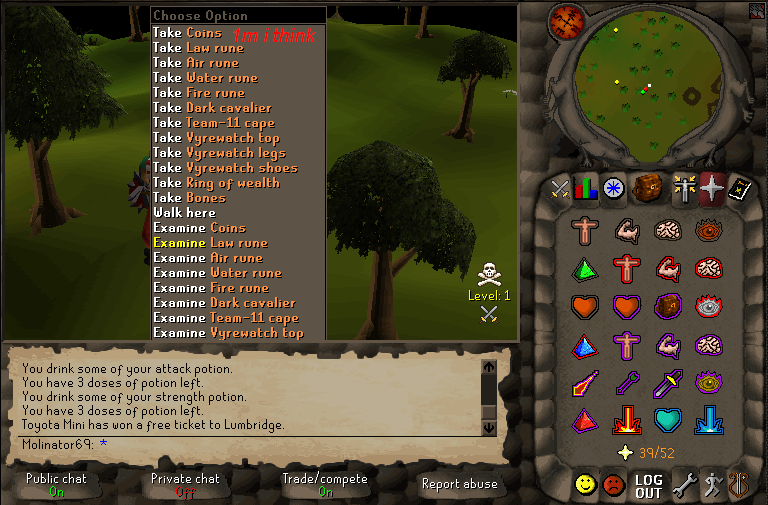 Choose Option
Take Coins 1m i think
Take Law rune
Take Air rune
Take Water rune
Take Fire rune
Take Dark cavalier
Take Team-11 cape
Take Vyrewatch top
Take Vyrewatch legs
Take Vyrewatch shoes
Take Ring of wealth
Take Bones
Walk here
Examine Coins
Examine Law rune
Examine Air rune
Examine Water rune
Examine Fire rune
Examine Dark cavalier
Examine Team-11 cape
Examine Vyrewatch top
Level: 1
You drink some of your attack potion.
You have 3 doses of potion left.
You drink some of your strength potion.
You have 3 doses of potion left.
Toyota Mini has won a free ticket to Lumbridge.
Molinator69: *
39/52
Public chat
On
Private chat
Off
Trade/compete
On
Report abuse
LOG
OUT